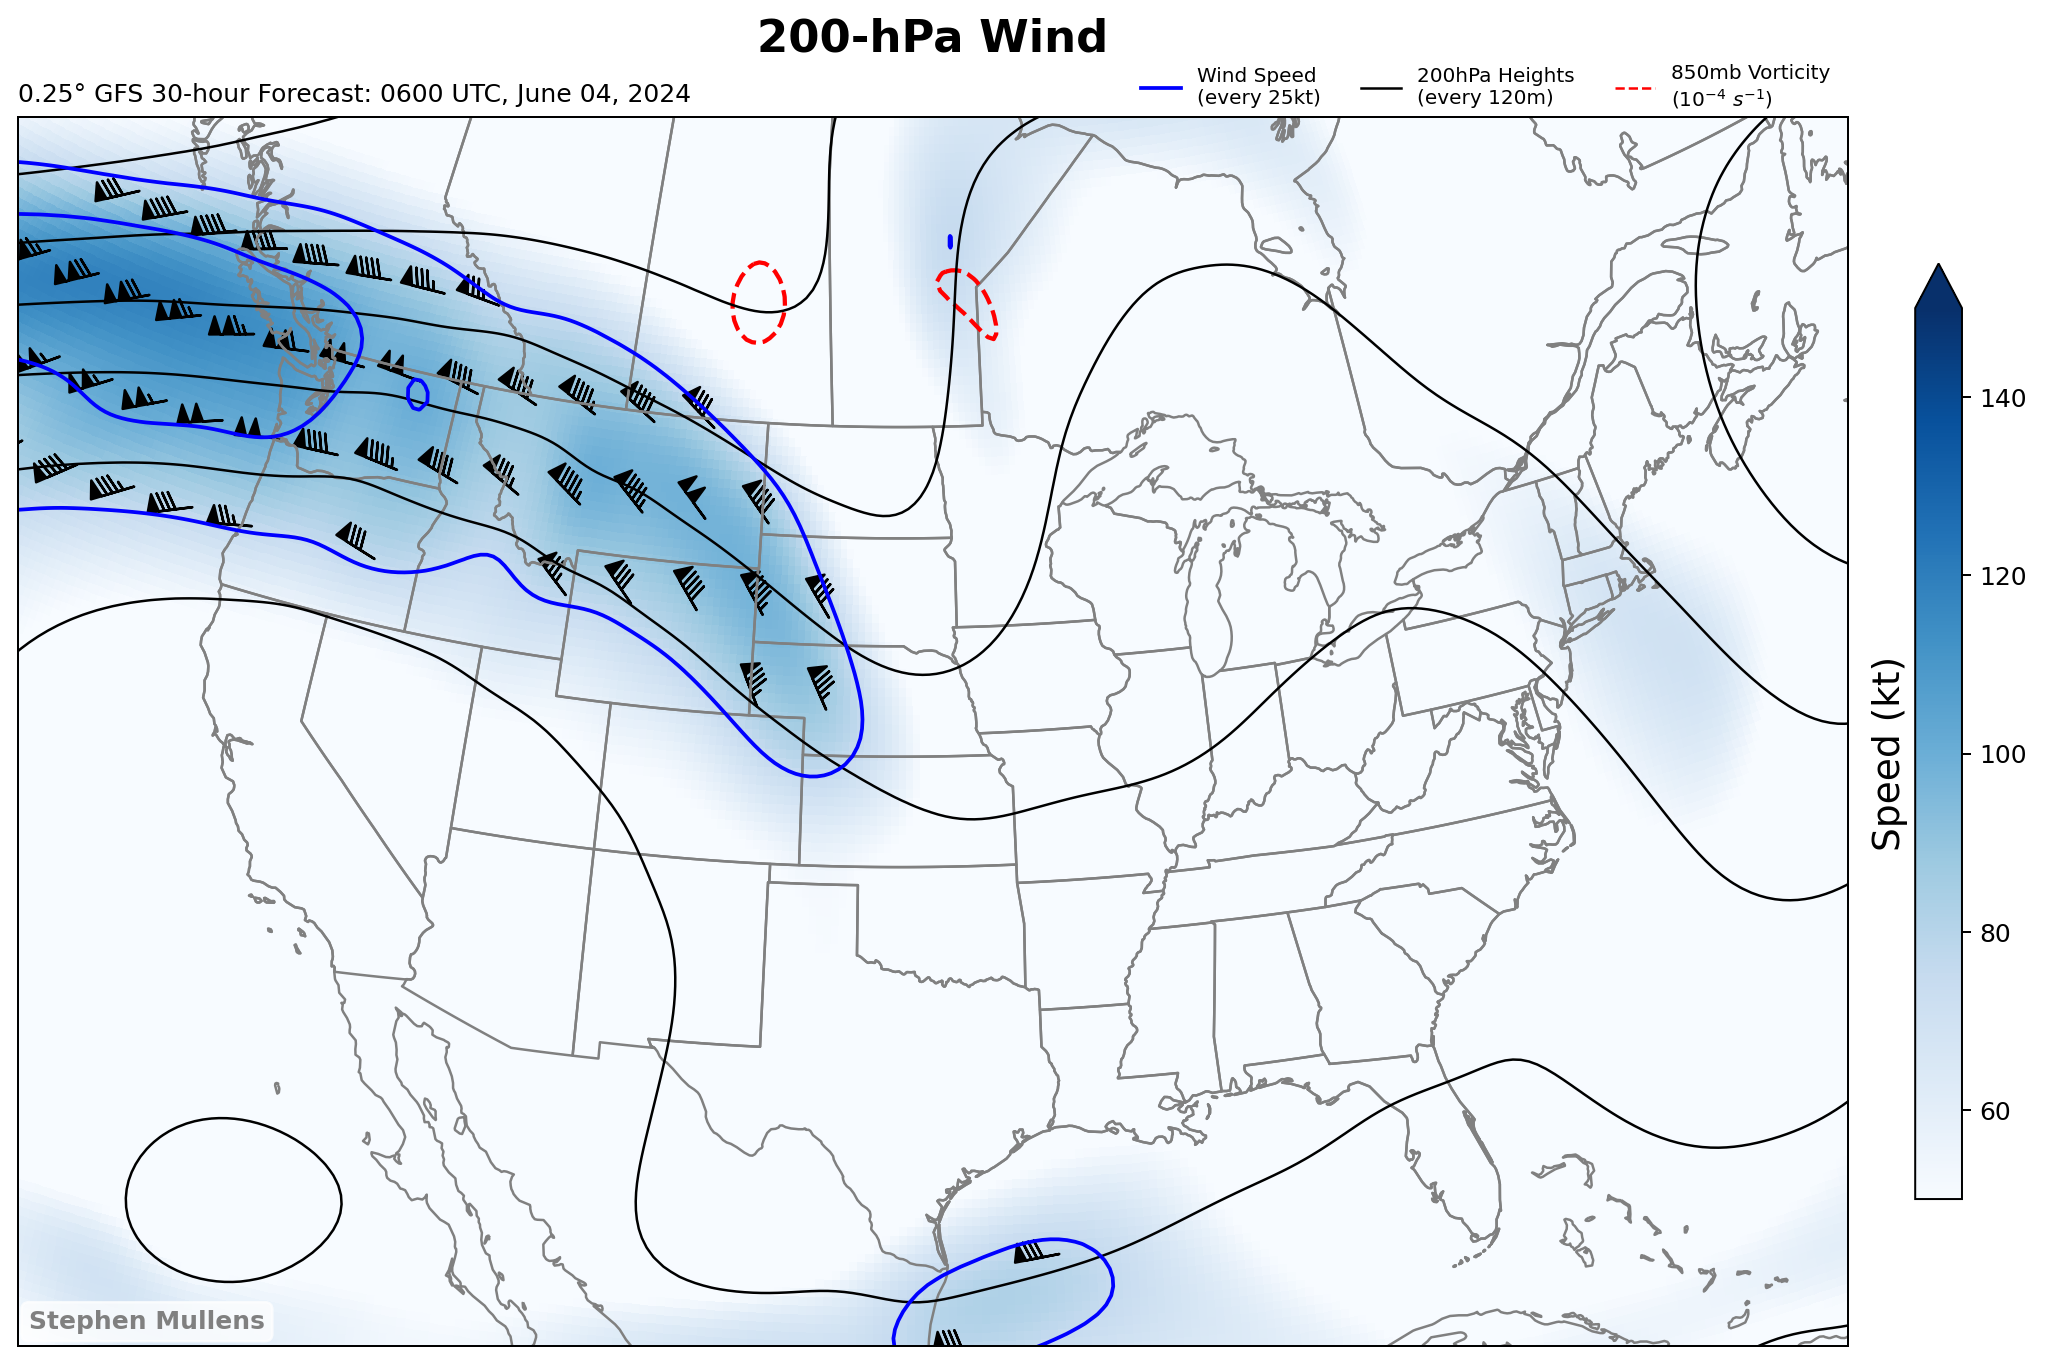 200-hPa Wind
0.25° GFS 30-hour Forecast: 0600 UTC, June 04, 2024
Wind Speed
(every 25kt)
200hPa Heights
(every 120m)
850mb Vorticity
(10⁻⁴ s⁻¹)
140
120
100
80
60
Speed (kt)
Stephen Mullens